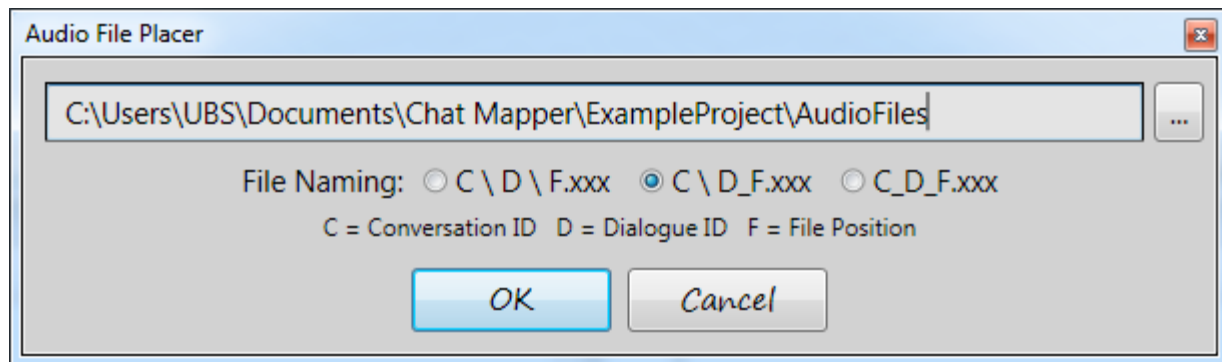 Audio File Placer
C:\Users\UBS\Documents\Chat Mapper\ExampleProject\AudioFiles ...
File Naming: C \ D \ F.xxx C \ D_F.xxx C_D_F.xxx
C = Conversation ID D = Dialogue ID F = File Position
OK Cancel